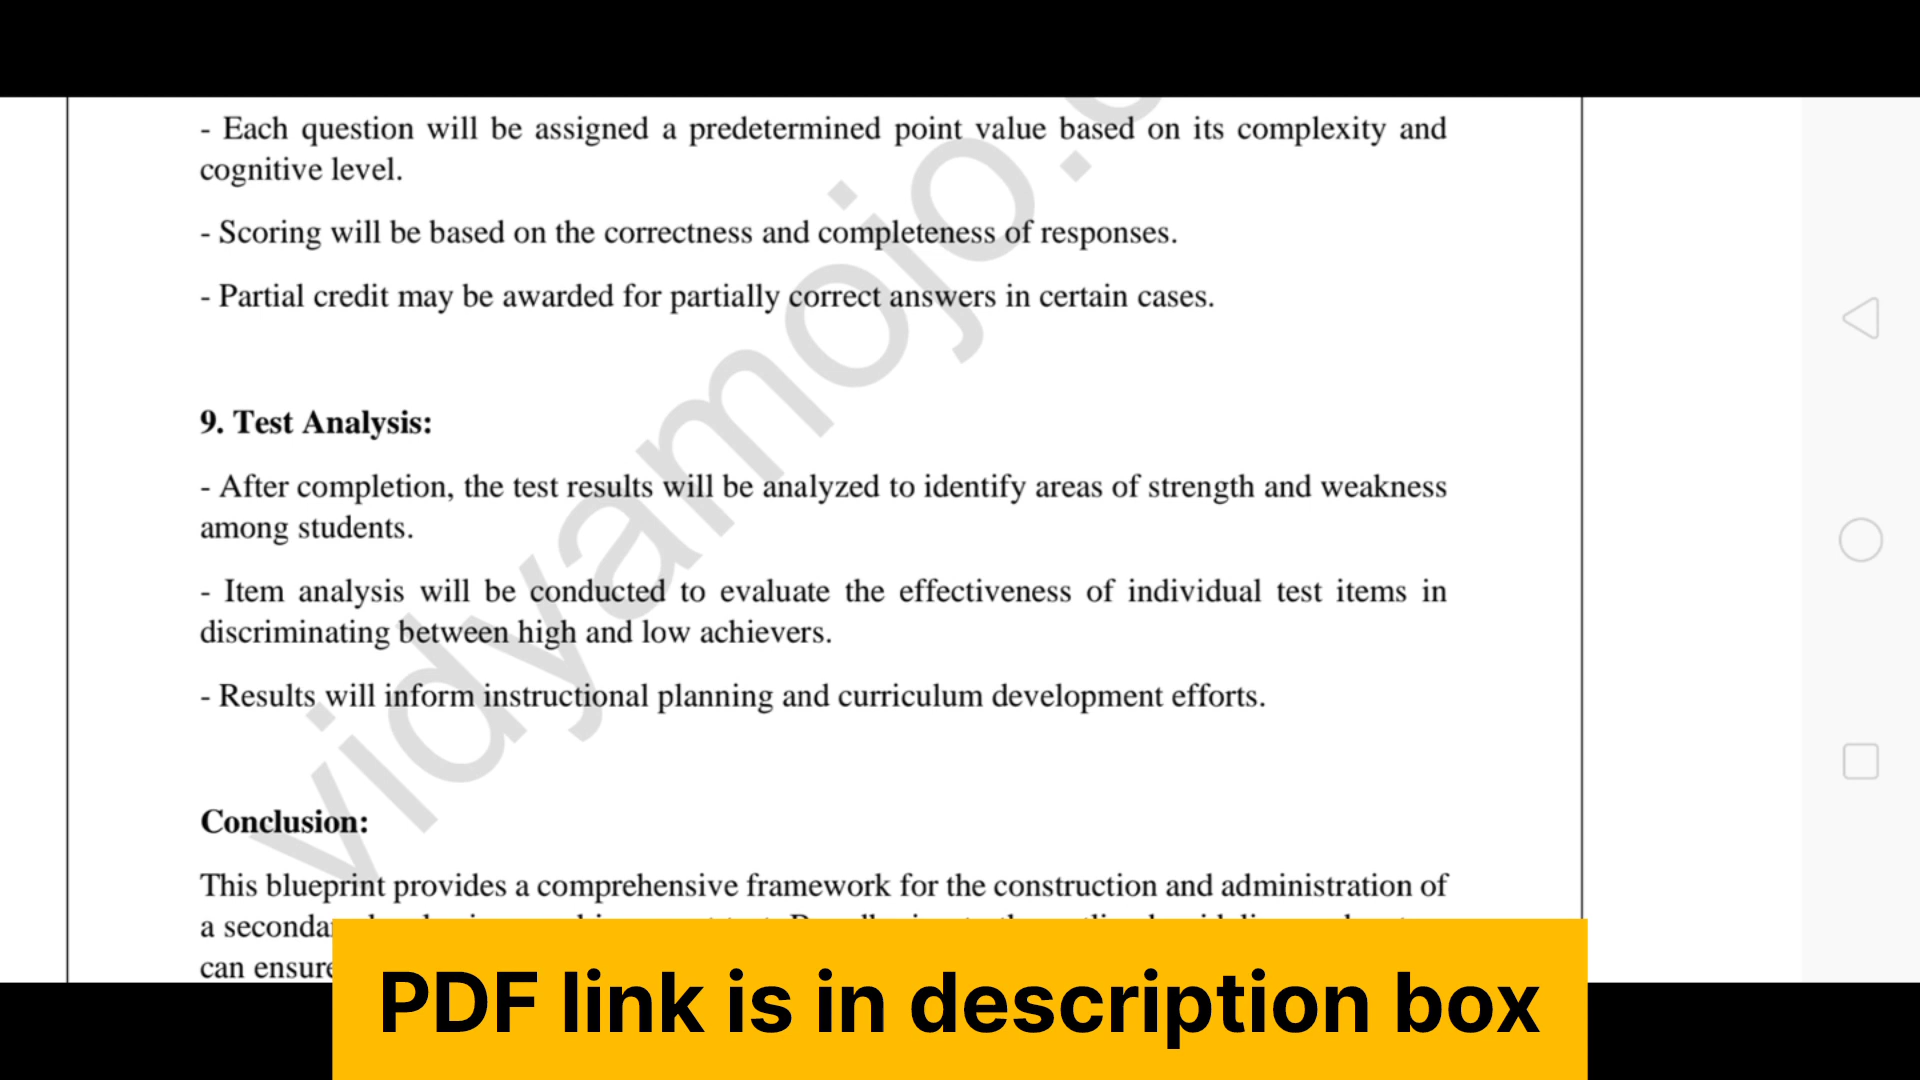 - Each question will be assigned a predetermined point value based on its complexity and
cognitive level.
- Scoring will be based on the correctness and completeness of responses.
- Partial credit may be awarded for partially correct answers in certain cases.
9. Test Analysis:
- After completion, the test results will be analyzed to identify areas of strength and weakness
among students.
- Item analysis will be conducted to evaluate the effectiveness of individual test items in
discriminating between high and low achievers.
- Results will inform instructional planning and curriculum development efforts.
Conclusion:
This blueprint provides a comprehensive framework for the construction and administration of
a
can ensure
vidyamojo.
PDF link is in description box